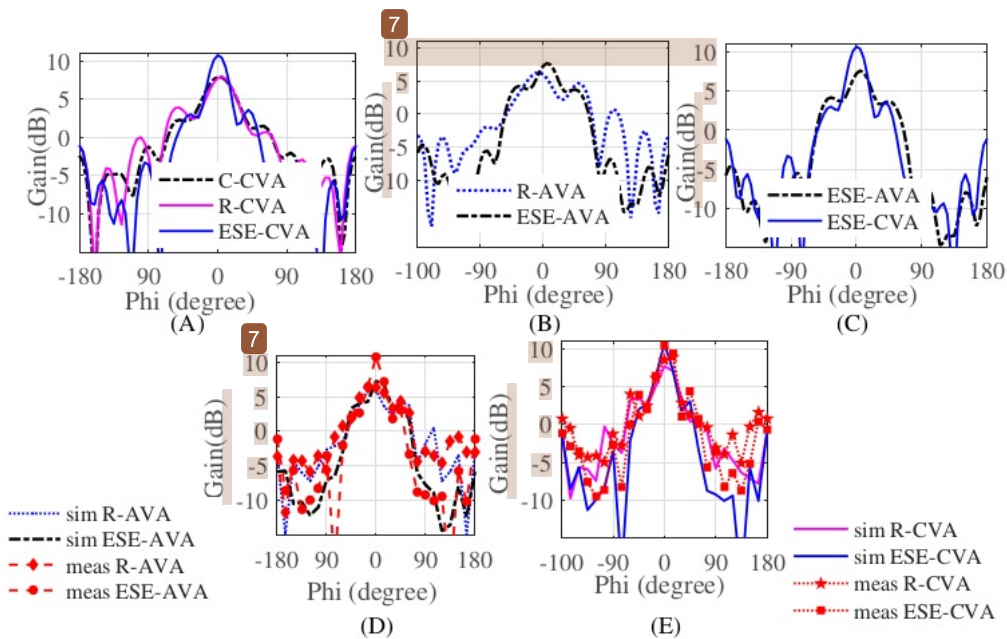 7
10
5
0
-5
-10
Gain(dB)
C-CVA
R-CVA
ESE-CVA
-180 90 0 90 180
Phi (degree)
(A)
10
5
0
-5
10
Gain(dB)
R-AVA
ESE-AVA
-100 -90 0 90 180
Phi (degree)
(B)
10
5
0
-5
-10
Gain(dB)
ESE-AVA
ESE-CVA
-180 -90 0 90 180
Phi (degree)
(C)
7
10
5
0
-5
-10
Gain(dB)
-180 -90 0 90 180
Phi (degree)
(D)
sim R-AVA
sim ESE-AVA
meas R-AVA
meas ESE-AVA
10
5
0
-5
-10
Gain(dB)
-100 -90 0 90 180
Phi (degree)
(E)
sim R-CVA
sim ESE-CVA
meas R-CVA
meas ESE-CVA